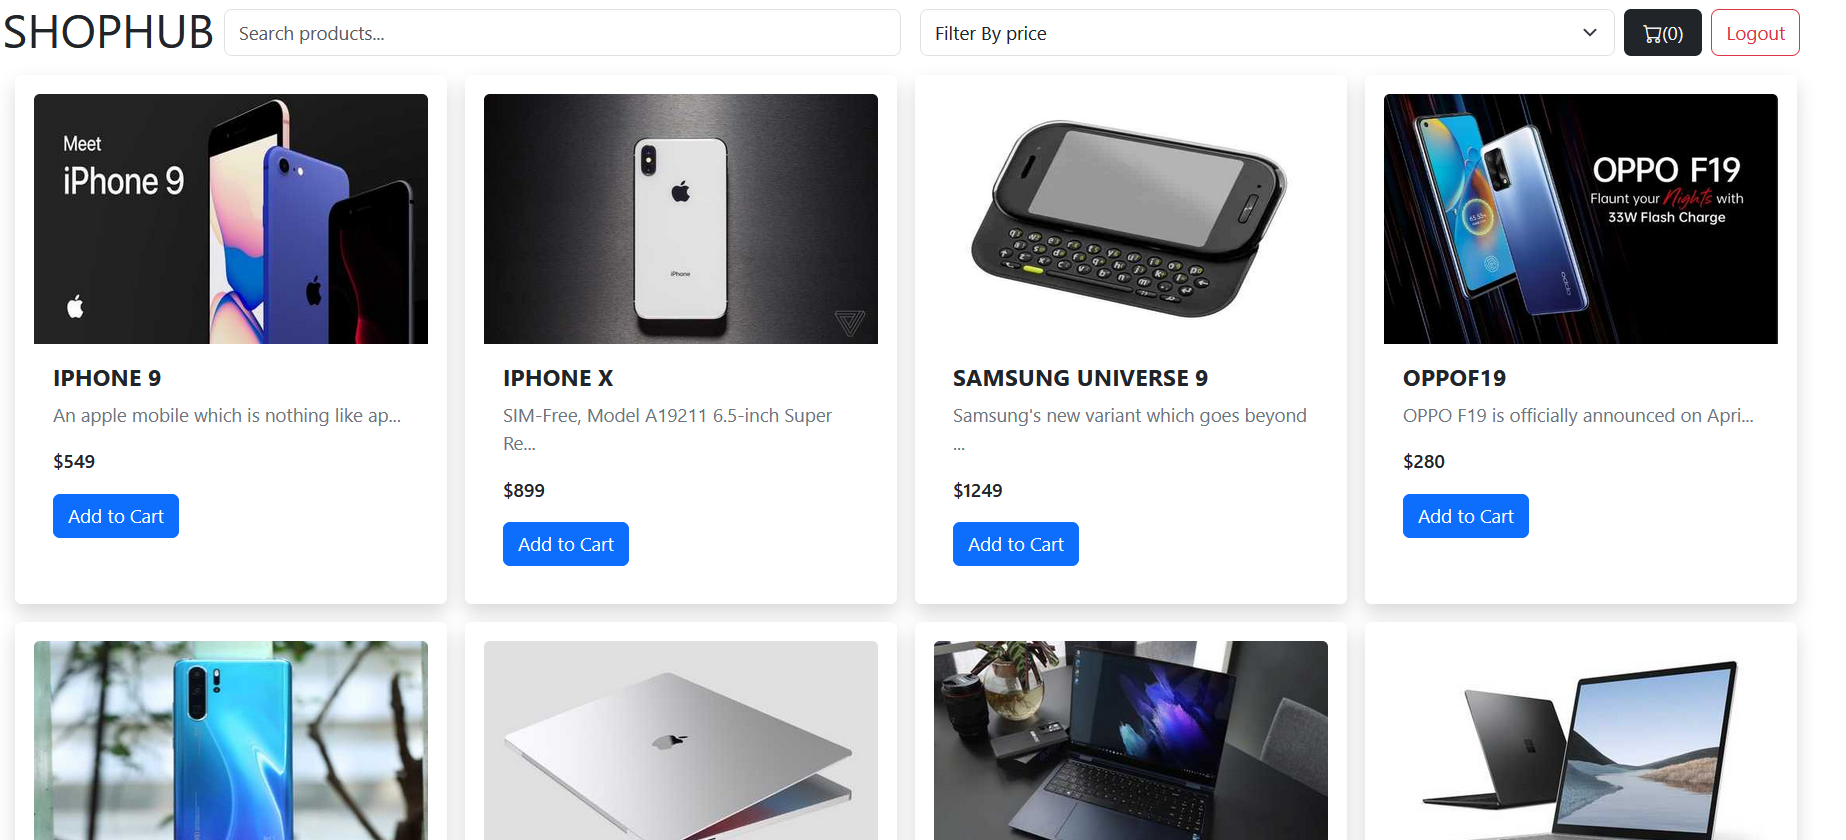 SHOPHUB
Search products...
Filter By price
(0)
Logout
Meet
iPhone 9
iPhone
OPPO F19
Flaunt your Nights with
33W Flash Charge
oppo
IPHONE 9
An apple mobile which is nothing like ap...
$549
Add to Cart
IPHONE X
SIM-Free, Model A19211 6.5-inch Super
Re...
$899
Add to Cart
SAMSUNG UNIVERSE 9
Samsung's new variant which goes beyond
...
$1249
Add to Cart
OPPOF19
OPPO F19 is officially announced on Apri...
$280
Add to Cart